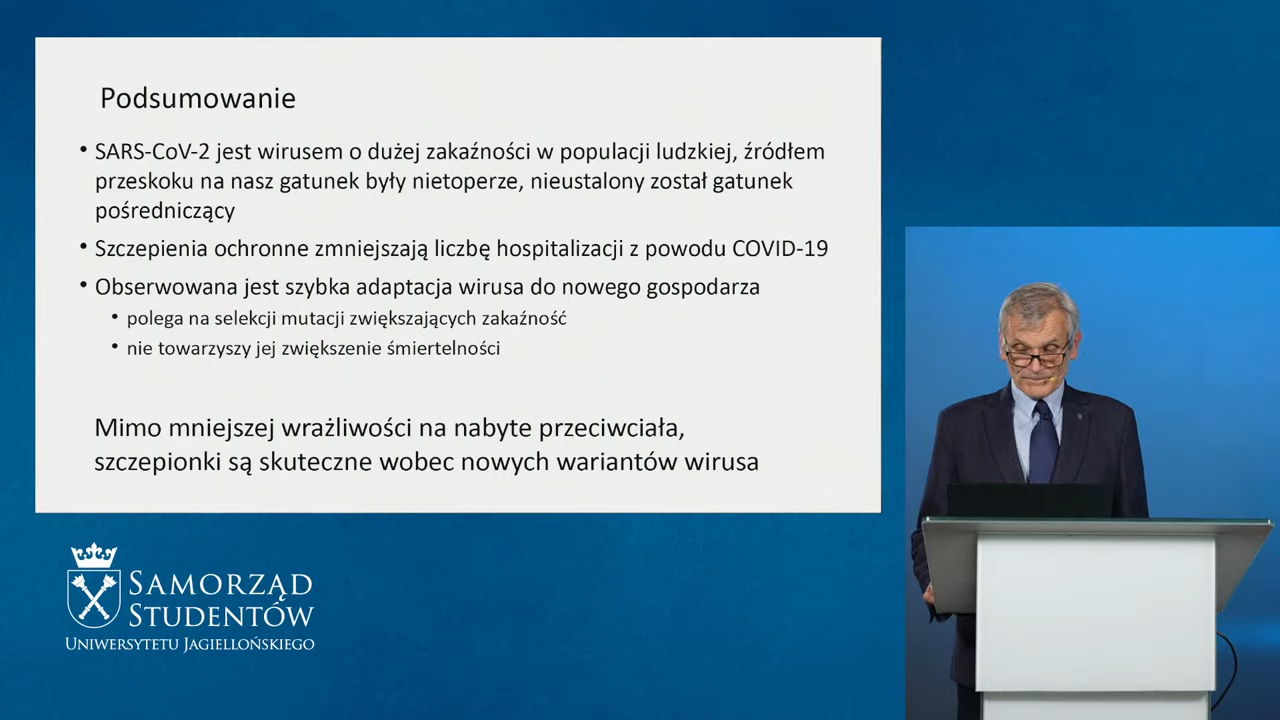 Podsumowanie
• SARS-CoV-2 jest wirusem o dużej zakaźności w populacji ludzkiej, źródłem
przeskoku na nasz gatunek były nietoperze, nieustalony został gatunek
pośredniczący
• Szczepienia ochronne zmniejszają liczbę hospitalizacji z powodu COVID-19
• Obserwowana jest szybka adaptacja wirusa do nowego gospodarza
• polega na selekcji mutacji zwiększających zakaźność
• nie towarzyszy jej zwiększenie śmiertelności
Mimo mniejszej wrażliwości na nabyte przeciwciała,
szczepionki są skuteczne wobec nowych wariantów wirusa
SAMORZĄD
STUDENTÓW
UNIWERSYTETU JAGIELLOŃSKIEGO